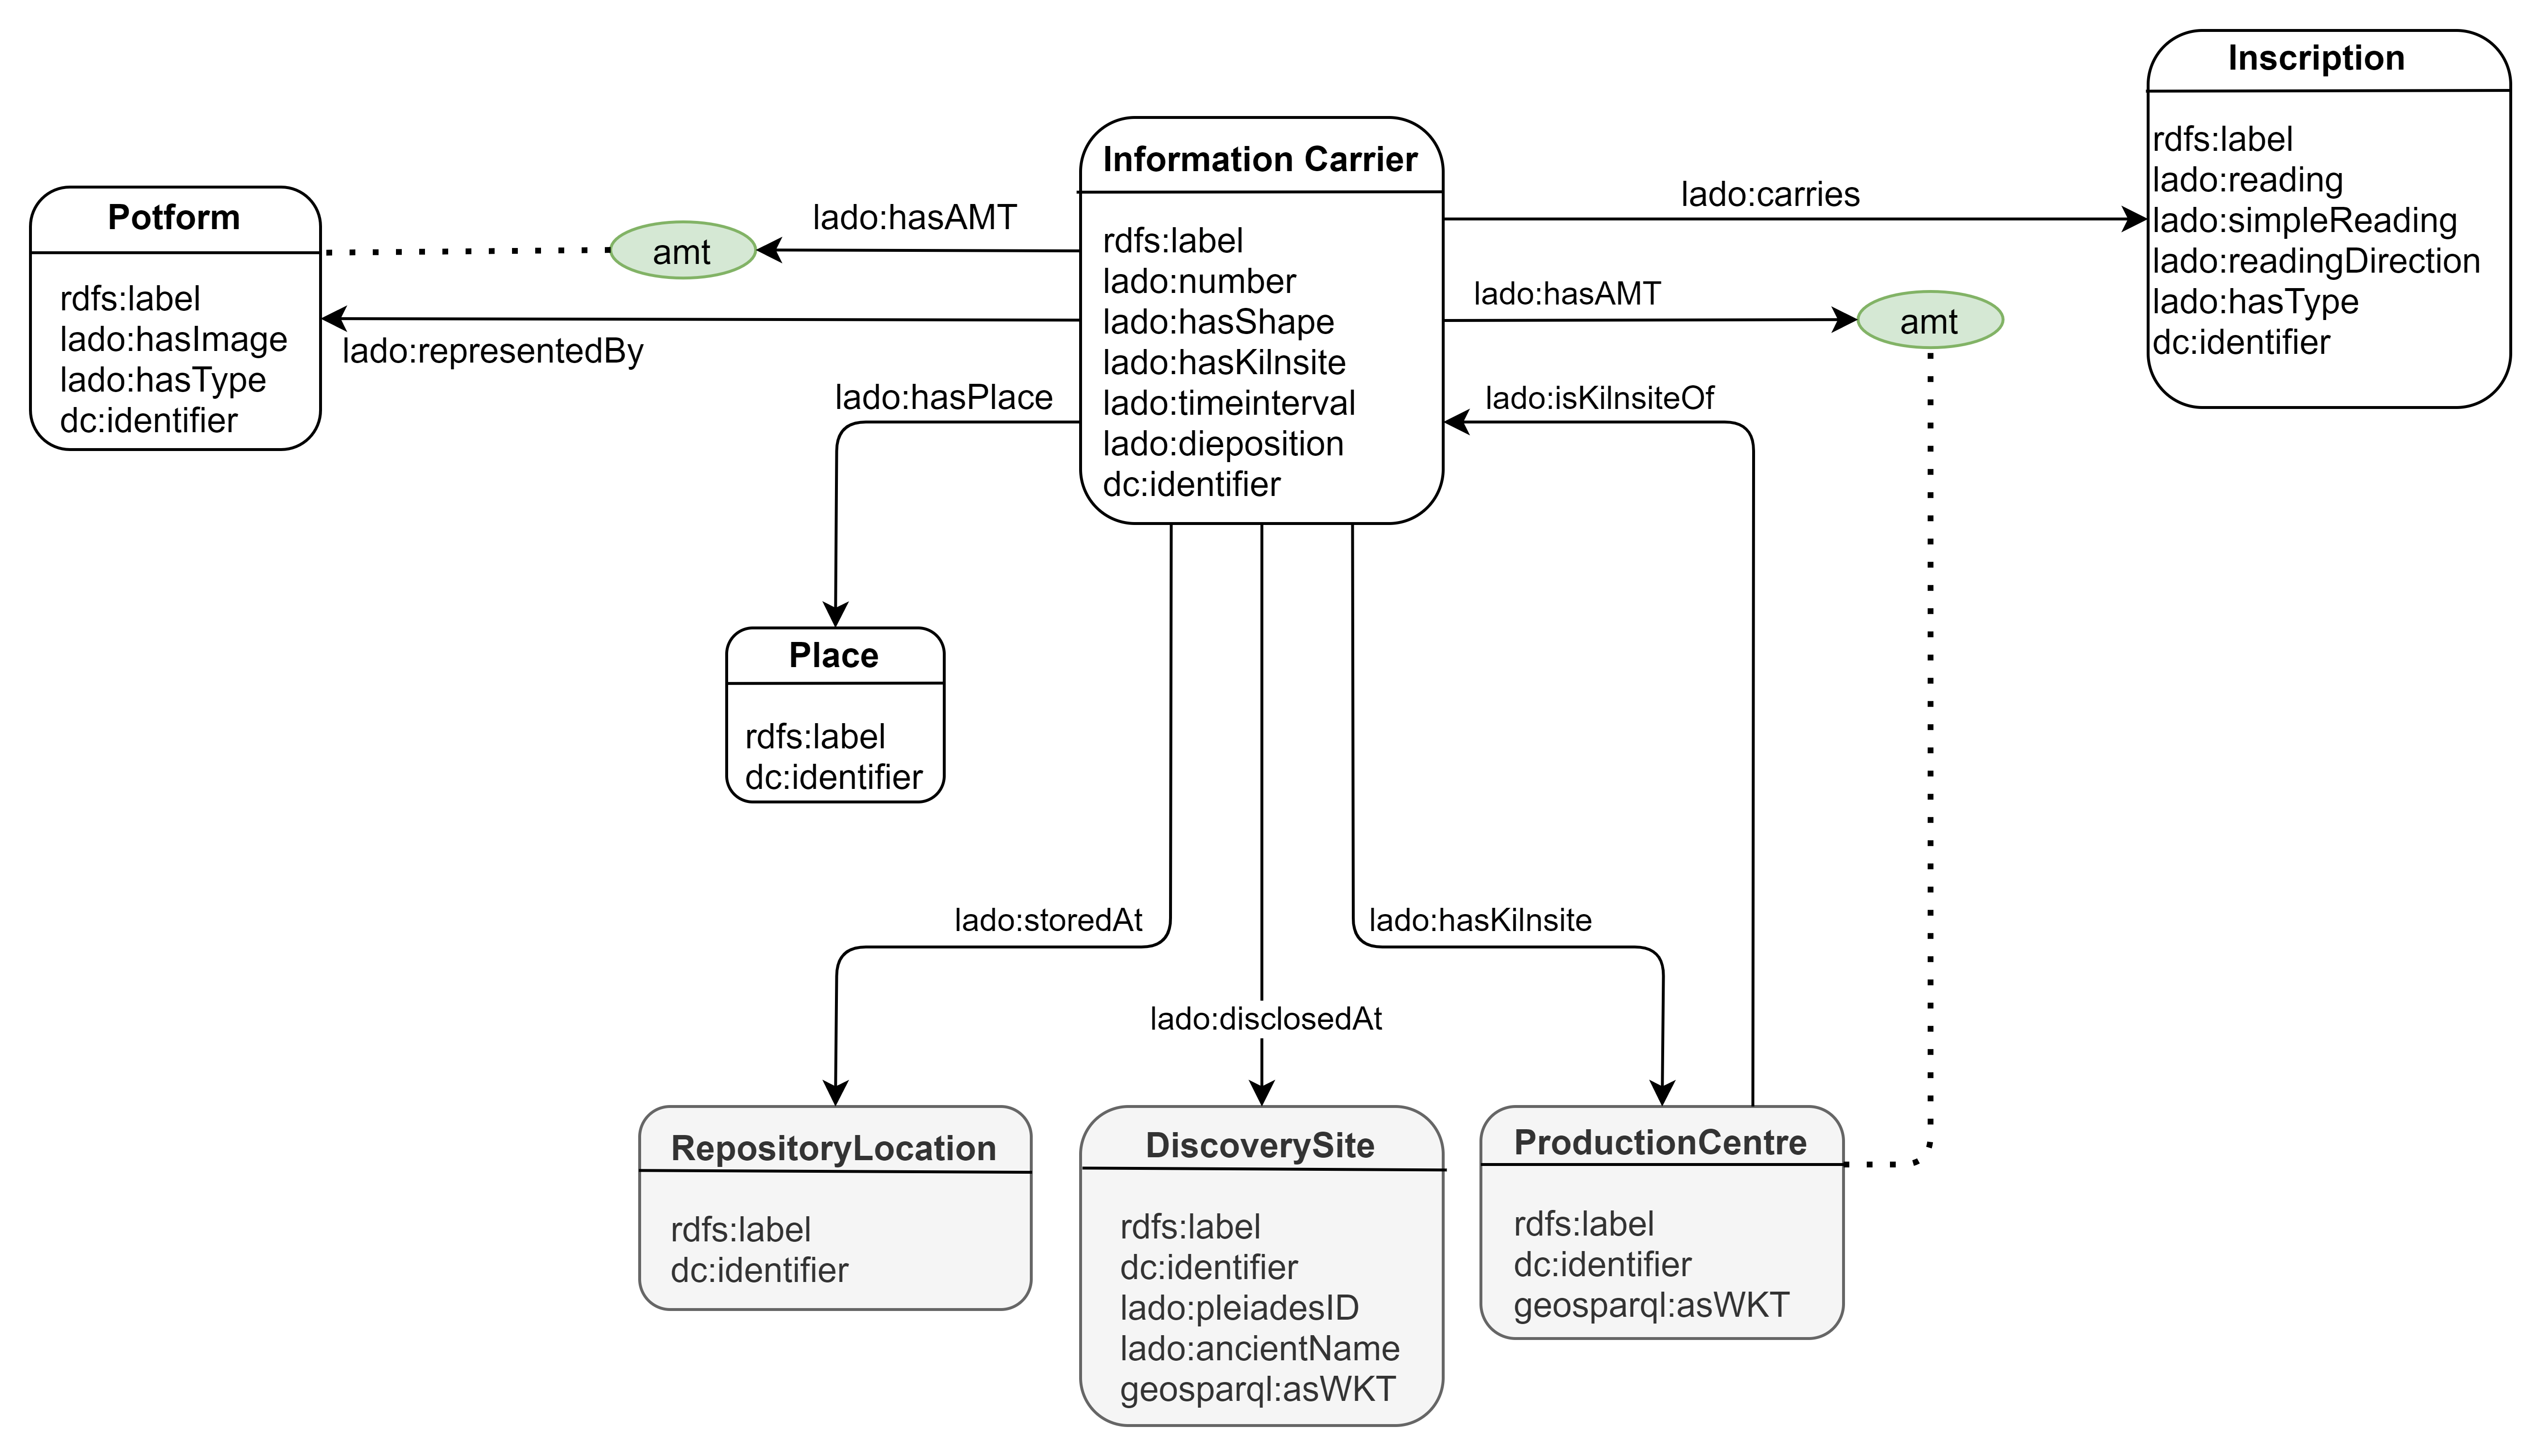 Potform
rdfs:label
lado:hasImage
lado:hasType
dc:identifier
amt
lado:hasAMT
lado:representedBy
lado:hasPlace
Information Carrier
rdfs:label
lado:number
lado:hasShape
lado:hasKilnsite
lado:timeinterval
lado:dieposition
dc:identifier
lado:carries
lado:hasAMT
amt
lado:isKilnsiteOf
Inscription
rdfs:label
lado:reading
lado:simpleReading
lado:readingDirection
lado:hasType
dc:identifier
Place
rdfs:label
dc:identifier
lado:storedAt
lado:disclosedAt
lado:hasKilnsite
RepositoryLocation
rdfs:label
dc:identifier
DiscoverySite
rdfs:label
dc:identifier
lado:pleiadesID
lado:ancientName
geosparql:asWKT
ProductionCentre
rdfs:label
dc:identifier
geosparql:asWKT